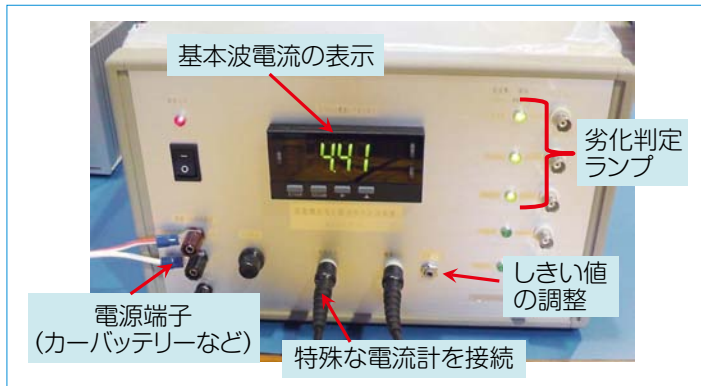 基本波電流の表示
4.41
劣化判定
ランプ
しきい値
の調整
電源端子
（カーバッテリーなど）
特殊な電流計を接続